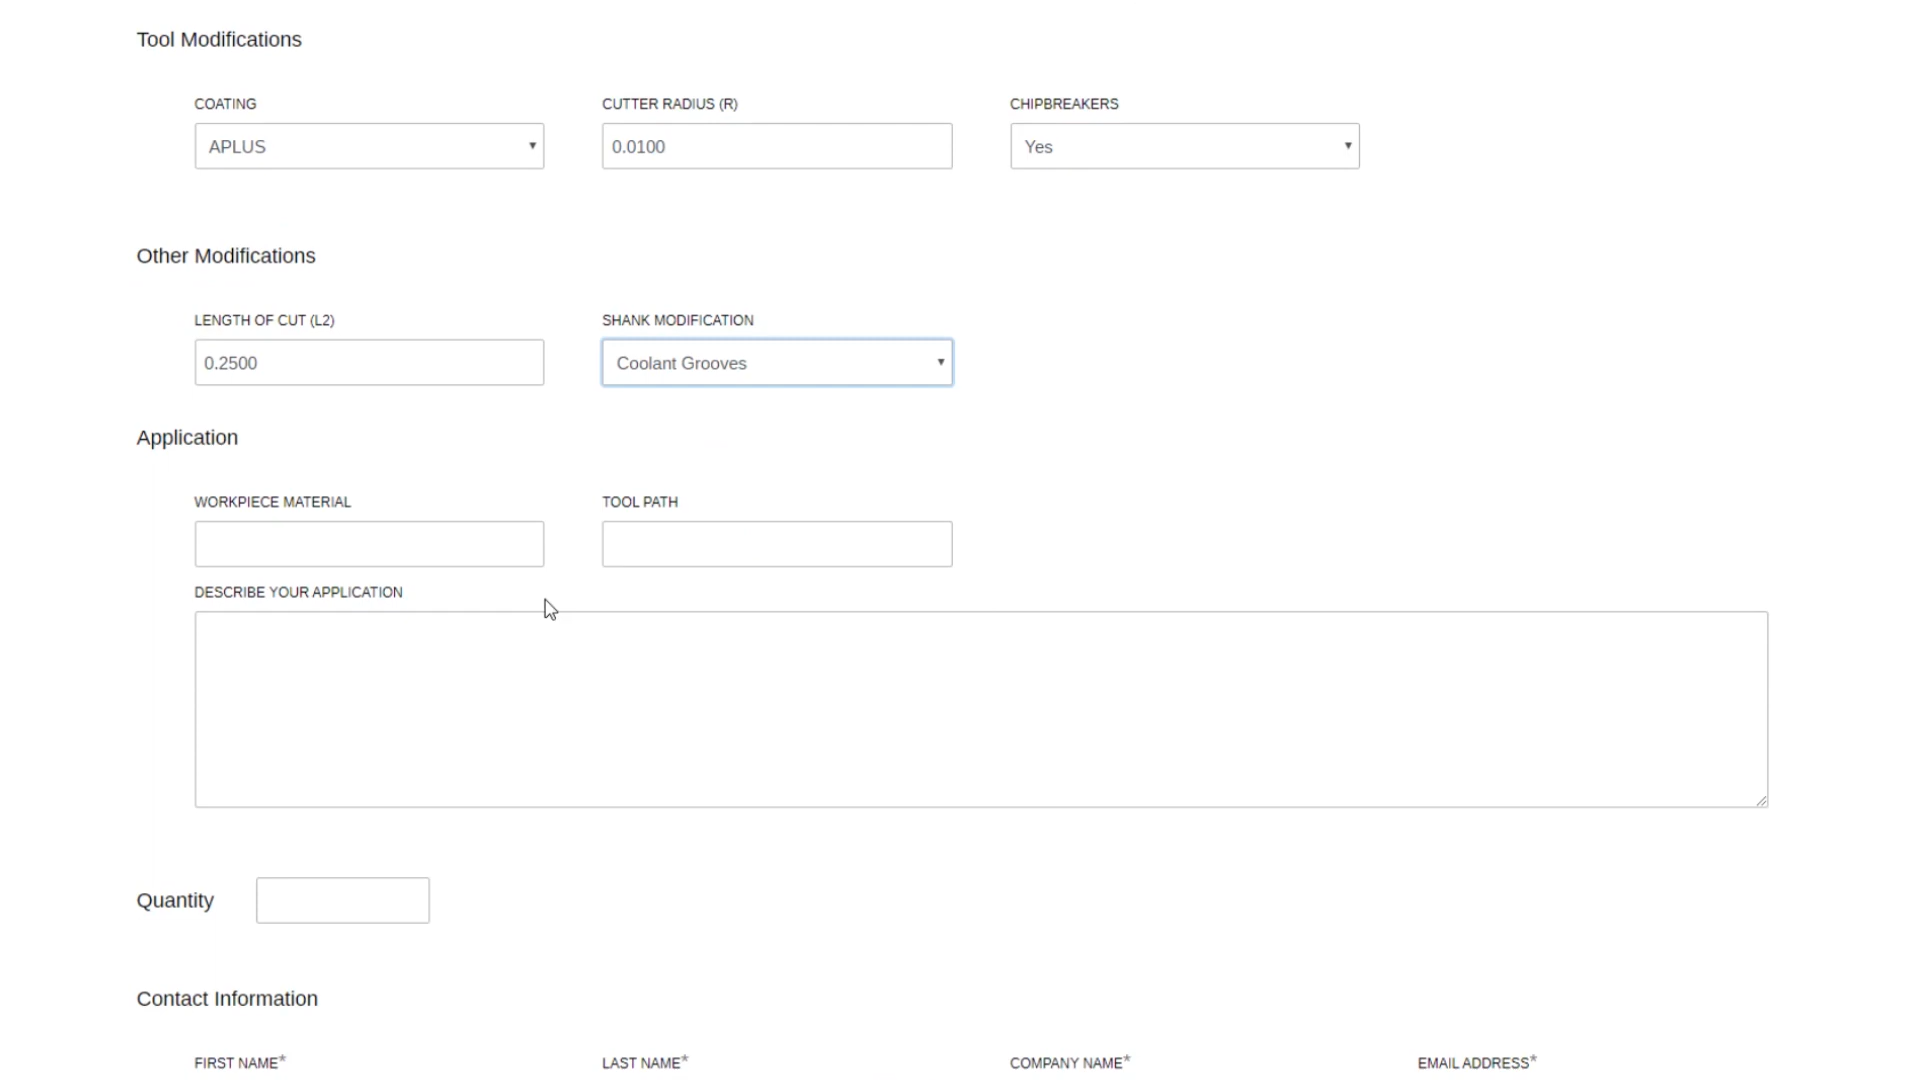 Tool Modifications
COATING CUTTER RADIUS (R) CHIPBREAKERS
APLUS 0.0100 Yes
Other Modifications
LENGTH OF CUT (L2) SHANK MODIFICATION
0.2500 Coolant Grooves
Application
WORKPIECE MATERIAL TOOL PATH
DESCRIBE YOUR APPLICATION
Quantity
Contact Information
FIRST NAME* LAST NAME* COMPANY NAME* EMAIL ADDRESS*